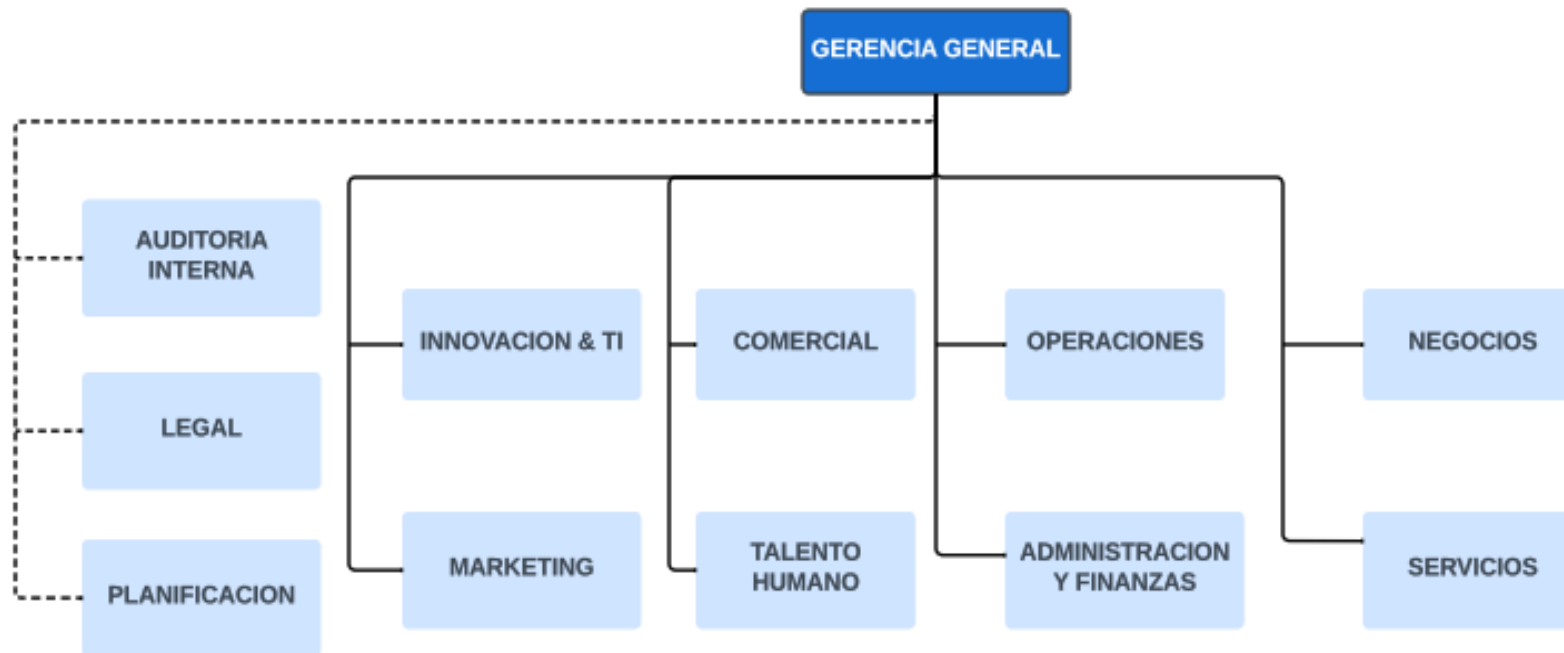 GERENCIA GENERAL
AUDITORIA
INTERNA
LEGAL
PLANIFICACION
INNOVACION & TI
MARKETING
COMERCIAL
TALENTO
HUMANO
OPERACIONES
ADMINISTRACION
Y FINANZAS
NEGOCIOS
SERVICIOS